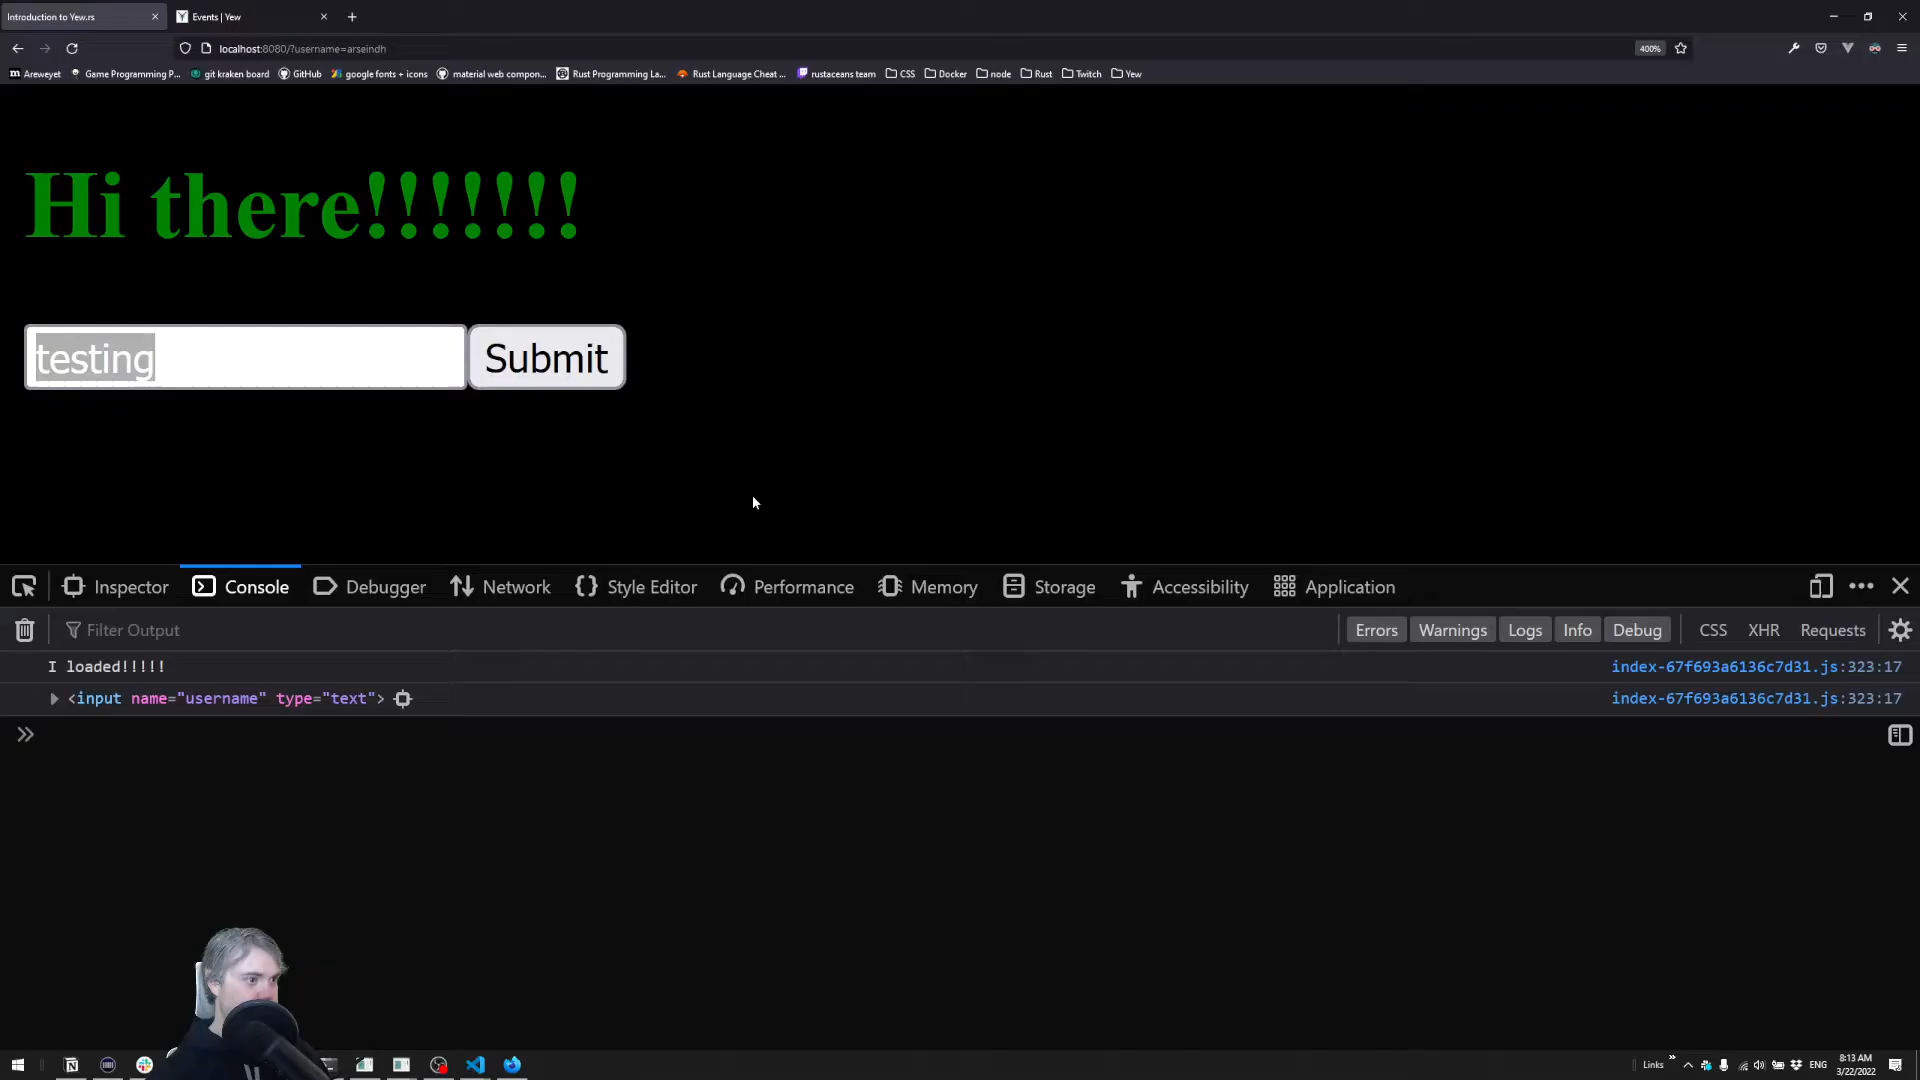 Introduction to Yew.rs
Events | Yew
localhost:8080/?username=arseindh
400%
Areweyet
Game Programming P...
git kraken board
GitHub
google fonts + icons
material web compon...
Rust Programming La...
Rust Language Cheat ...
rustaceans team
CSS
Docker
node
Rust
Twitch
Yew
Hi there!!!!!!!
testing
Submit
Inspector
Console
Debugger
Network
Style Editor
Performance
Memory
Storage
Accessibility
Application
Filter Output
Errors
Warnings
Logs
Info
Debug
CSS
XHR
Requests
I loaded!!!!!
index-67f693a6136c7d31.js:323:17
<input name="username" type="text">
index-67f693a6136c7d31.js:323:17
Links
ENG
8:13 AM
3/22/2022